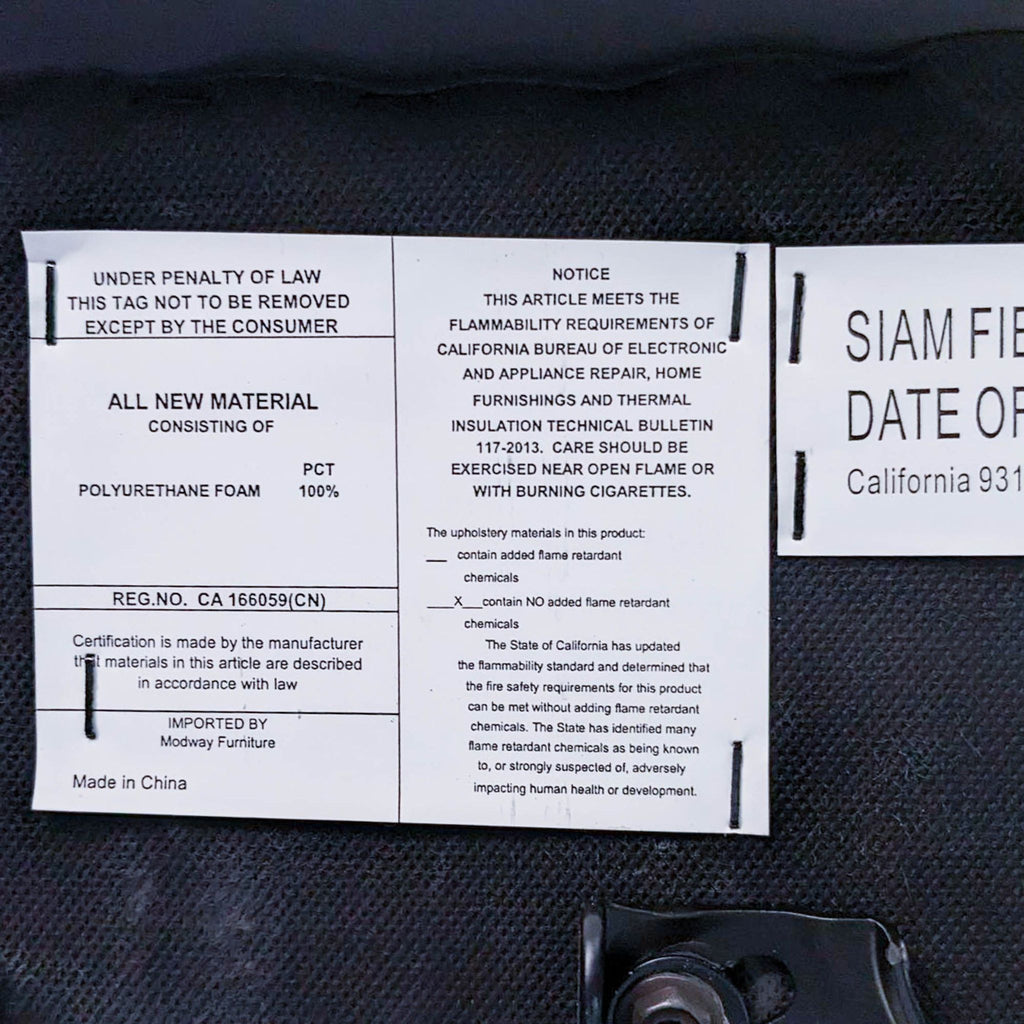 UNDER PENALTY OF LAW
THIS TAG NOT TO BE REMOVED
EXCEPT BY THE CONSUMER
ALL NEW MATERIAL
CONSISTING OF
PCT
POLYURETHANE FOAM 100%
REG.NO. CA 166059(CN)
Certification is made by the manufacturer
that materials in this article are described
in accordance with law
IMPORTED BY
Modway Furniture
Made in China
NOTICE
THIS ARTICLE MEETS THE
FLAMMABILITY REQUIREMENTS OF
CALIFORNIA BUREAU OF ELECTRONIC
AND APPLIANCE REPAIR, HOME
FURNISHINGS AND THERMAL
INSULATION TECHNICAL BULLETIN
117-2013. CARE SHOULD BE
EXERCISED NEAR OPEN FLAME OR
WITH BURNING CIGARETTES.
The upholstery materials in this product:
___ contain added flame retardant
chemicals
____X___contain NO added flame retardant
chemicals
The State of California has updated
the flammability standard and determined that
the fire safety requirements for this product
can be met without adding flame retardant
chemicals. The State has identified many
flame retardant chemicals as being known
to, or strongly suspected of, adversely
impacting human health or development.
SIAM FIE
DATE OF
California 931